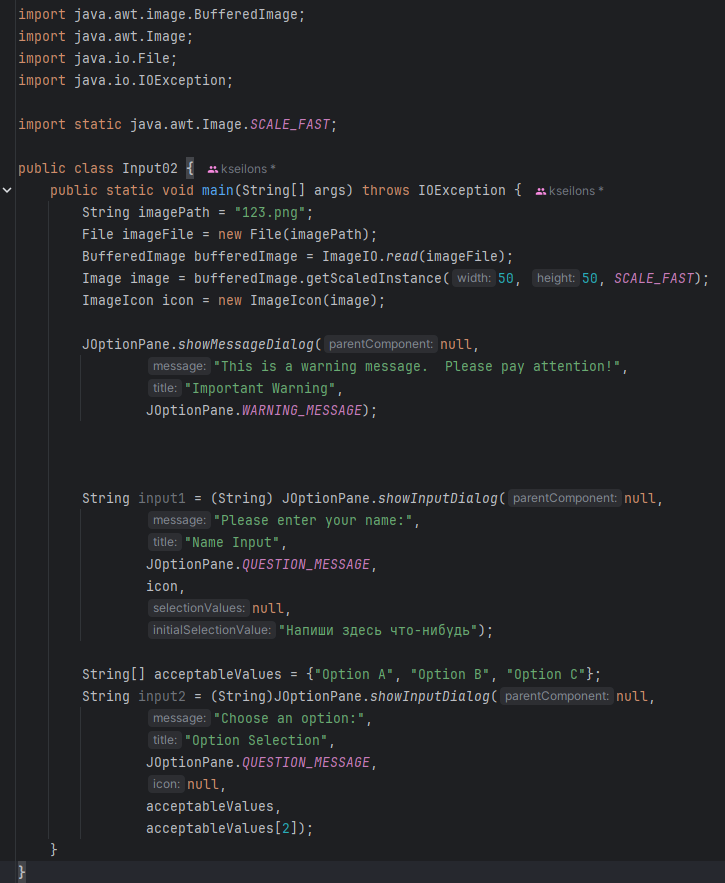 import java.awt.image.BufferedImage;
import java.awt.Image;
import java.io.File;
import java.io.IOException;
import static java.awt.Image.SCALE_FAST;
public class Input02 { kseilons *
public static void main(String[] args) throws IOException { kseilons *
String imagePath = "123.png";
File imageFile = new File(imagePath);
BufferedImage bufferedImage = ImageIO.read(imageFile);
Image image = bufferedImage.getScaledInstance( width: 50, height: 50, SCALE_FAST);
ImageIcon icon = new ImageIcon(image);
JOptionPane.showMessageDialog( parentComponent: null,
message: "This is a warning message.  Please pay attention!",
title: "Important Warning",
JOptionPane.WARNING_MESSAGE);
String input1 = (String) JOptionPane.showInputDialog( parentComponent: null,
message: "Please enter your name:",
title: "Name Input",
JOptionPane.QUESTION_MESSAGE,
icon,
selectionValues: null,
initialSelectionValue: "Напиши здесь что-нибудь");
String[] acceptableValues = {"Option A", "Option B", "Option C"};
String input2 = (String)JOptionPane.showInputDialog( parentComponent: null,
message: "Choose an option:",
title: "Option Selection",
JOptionPane.QUESTION_MESSAGE,
icon: null,
acceptableValues,
acceptableValues[2]);
}
}